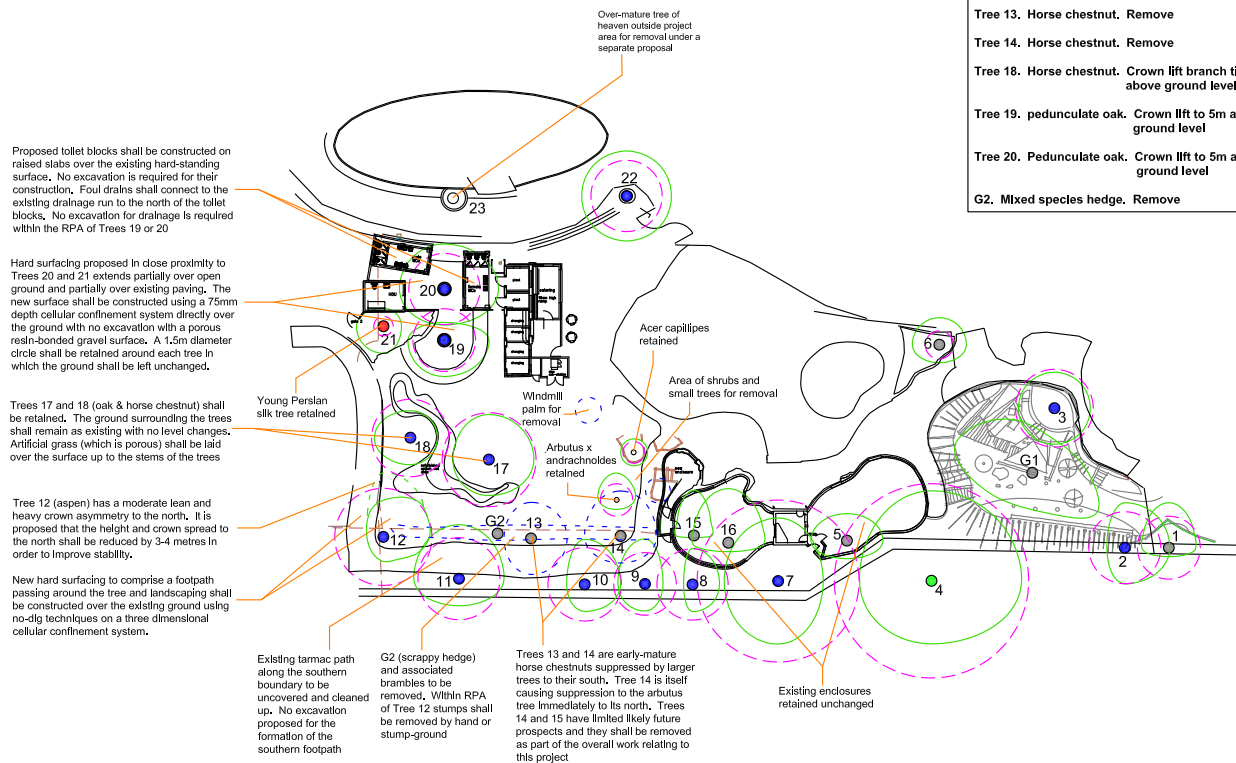 Over-mature tree of
heaven outside project
area for removal under a
separate proposal
Tree 13. Horse chestnut. Remove
Tree 14. Horse chestnut. Remove
Tree 18. Horse chestnut. Crown lift branch ti
above ground level
Tree 19. pedunculate oak. Crown lift to 5m a
ground level
Tree 20. Pedunculate oak. Crown lift to 5m a
ground level
G2. Mixed species hedge. Remove
Proposed toilet blocks shall be constructed on
raised slabs over the existing hard-standing
surface. No excavation is required for their
construction. Foul drains shall connect to the
existing drainage run to the north of the toilet
blocks. No excavation for drainage is required
within the RPA of Trees 19 or 20
Hard surfacing proposed in close proximity to
Trees 20 and 21 extends partially over open
ground and partially over existing paving. The
new surface shall be constructed using a 75mm
depth cellular confinement system directly over
the ground with no excavation with a porous
resin-bonded gravel surface. A 1.5m diameter
circle shall be retained around each tree in
which the ground shall be left unchanged.
Trees 17 and 18 (oak & horse chestnut) shall
be retained. The ground surrounding the trees
shall remain as existing with no level changes.
Artificial grass (which is porous) shall be laid
over the surface up to the stems of the trees
Tree 12 (aspen) has a moderate lean and
heavy crown asymmetry to the north. It is
proposed that the height and crown spread to
the north shall be reduced by 3-4 metres in
order to improve stability.
New hard surfacing to comprise a footpath
passing around the tree and landscaping shall
be constructed over the existing ground using
no-dig techniques on a three dimensional
cellular confinement system.
Young Persian
silk tree retained
Windmill
palm for
removal
Acer capillipes
retained
Area of shrubs and
small trees for removal
Arbutus x
andrachnoides
retained
22
23
20
21
19
18
17
6
3
G1
12
G2
13
14
15
16
5
1
2
11
10
9
8
7
4
Existing tarmac path
along the southern
boundary to be
uncovered and cleaned
up. No excavation
proposed for the
formation of the
southern footpath
G2 (scrappy hedge)
and associated
brambles to be
removed. Within RPA
of Tree 12 stumps shall
be removed by hand or
stump-ground
Trees 13 and 14 are early-mature
horse chestnuts suppressed by larger
trees to their south. Tree 14 is itself
causing suppression to the arbutus
tree immediately to its north. Trees
14 and 15 have limited likely future
prospects and they shall be removed
as part of the overall work relating to
this project
Existing enclosures
retained unchanged